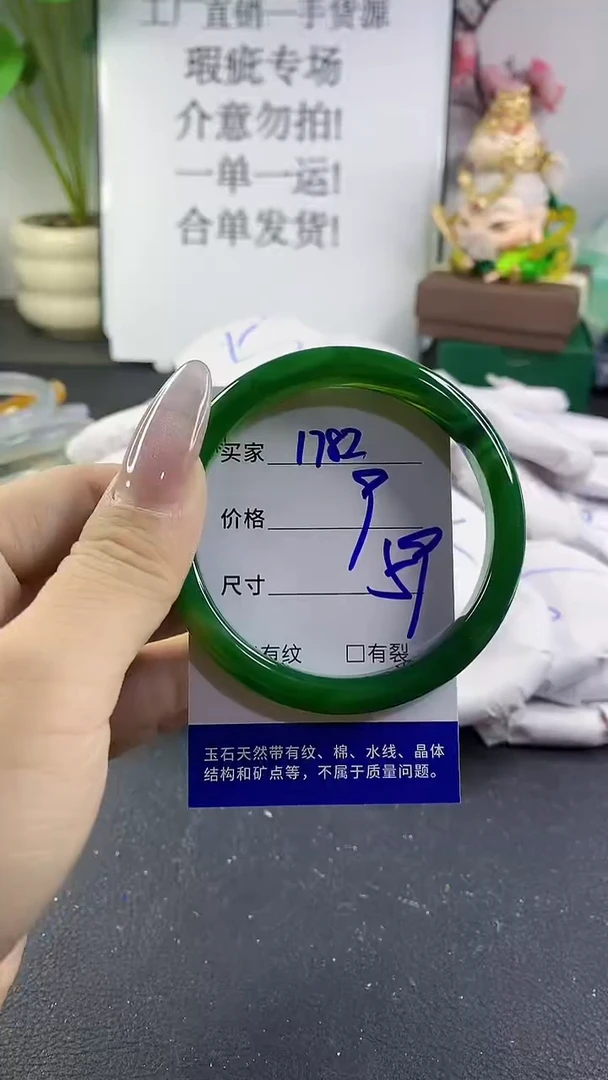 工厂直销一手货源
瑕疵专场
介意勿拍!
一单一运!
合单发货!
买家 1782
价格 9
尺寸 59
有纹 □有裂
玉石天然带有纹、棉、水线、晶体
结构和矿点等，不属于质量问题。